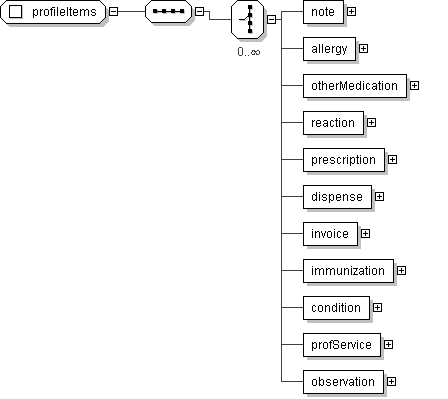 profileItems
0..∞
note
allergy
otherMedication
reaction
prescription
dispense
invoice
immunization
condition
profService
observation